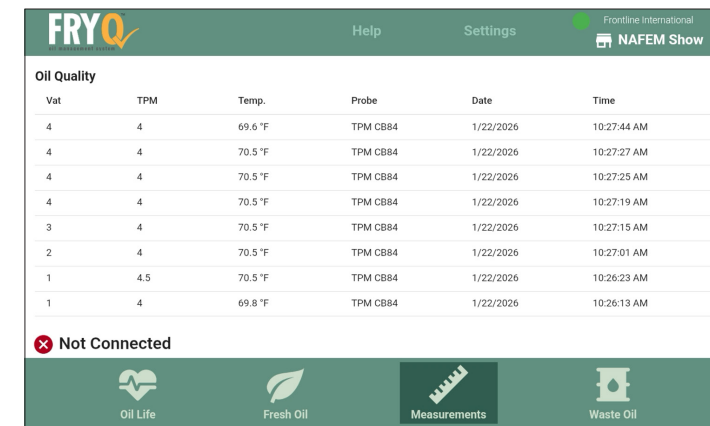 FRYQ
OIL MANAGEMENT SYSTEM
Help
Settings
Frontline International
NAFEM Show
Oil Quality
Vat TPM Temp. Probe Date Time
4 4 69.6 °F TPM CB84 1/22/2026 10:27:44 AM
4 4 70.5 °F TPM CB84 1/22/2026 10:27:27 AM
4 4 70.5 °F TPM CB84 1/22/2026 10:27:25 AM
4 4 70.5 °F TPM CB84 1/22/2026 10:27:19 AM
3 4 70.5 °F TPM CB84 1/22/2026 10:27:15 AM
2 4 70.5 °F TPM CB84 1/22/2026 10:27:01 AM
1 4.5 70.5 °F TPM CB84 1/22/2026 10:26:23 AM
1 4 69.8 °F TPM CB84 1/22/2026 10:26:13 AM
Not Connected
Oil Life
Fresh Oil
Measurements
Waste Oil